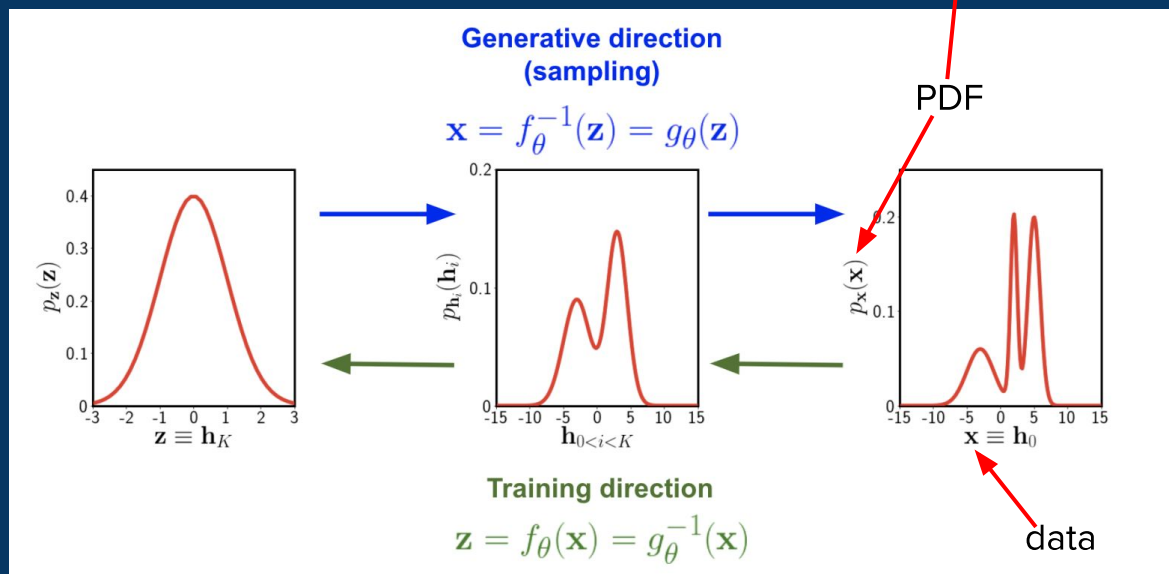 Generative direction
(sampling)
PDF
x = f_θ^{-1}(z) = g_θ(z)
p_z(z)
0.4
0.3
0.2
0.1
0
-3 -2 -1 0 1 2 3
z ≡ h_K
p_{h_i}(h_i)
0.2
0.1
0
-15 -10 -5 0 5 10 15
h_{0<i<K}
p_x(x)
0.2
0.1
0
-15 -10 -5 0 5 10 15
x ≡ h_0
Training direction
z = f_θ(x) = g_θ^{-1}(x)
data